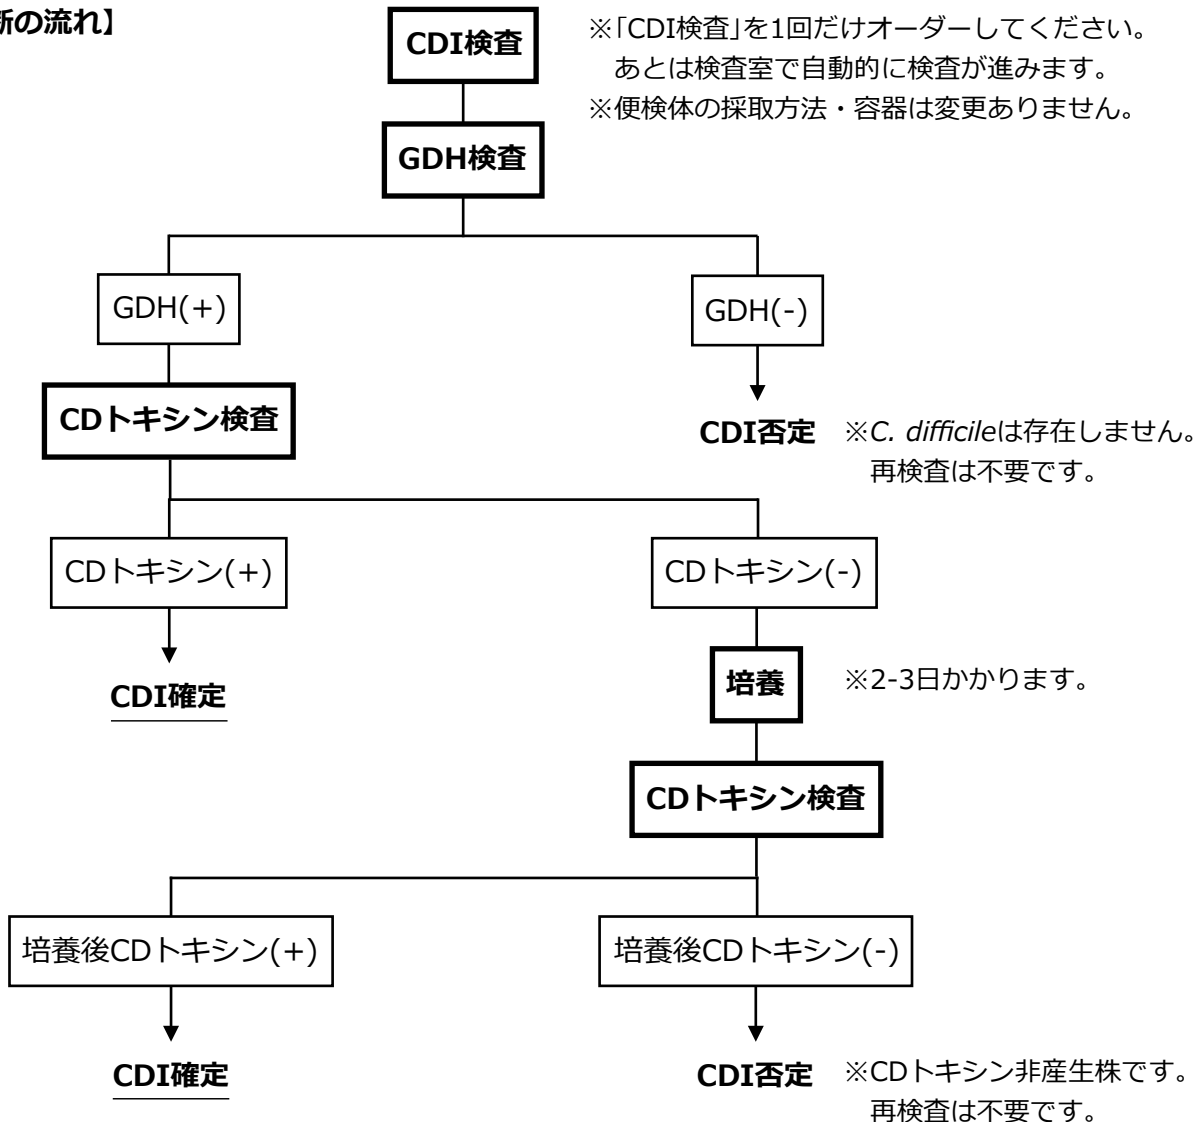 断の流れ】
CDI検査
※「CDI検査」を1回だけオーダーしてください。
あとは検査室で自動的に検査が進みます。
※便検体の採取方法・容器は変更ありません。
GDH検査
GDH(+)
GDH(-)
CDトキシン検査
CDI否定
※C. difficileは存在しません。
再検査は不要です。
CDトキシン(+)
CDトキシン(-)
CDI確定
培養
※2-3日かかります。
CDトキシン検査
培養後CDトキシン(+)
培養後CDトキシン(-)
CDI確定
CDI否定
※CDトキシン非産生株です。
再検査は不要です。